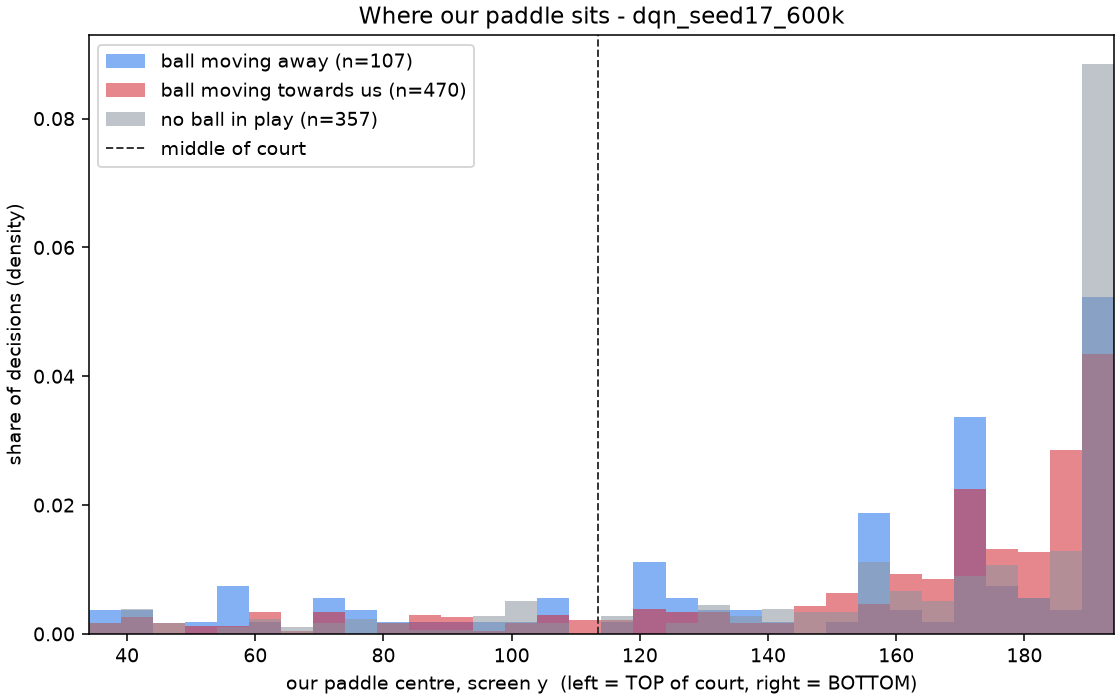 Where our paddle sits - dqn_seed17_600k
ball moving away (n=107)
ball moving towards us (n=470)
no ball in play (n=357)
middle of court
share of decisions (density)
0.08
0.06
0.04
0.02
0.00
40 60 80 100 120 140 160 180
our paddle centre, screen y  (left = TOP of court, right = BOTTOM)